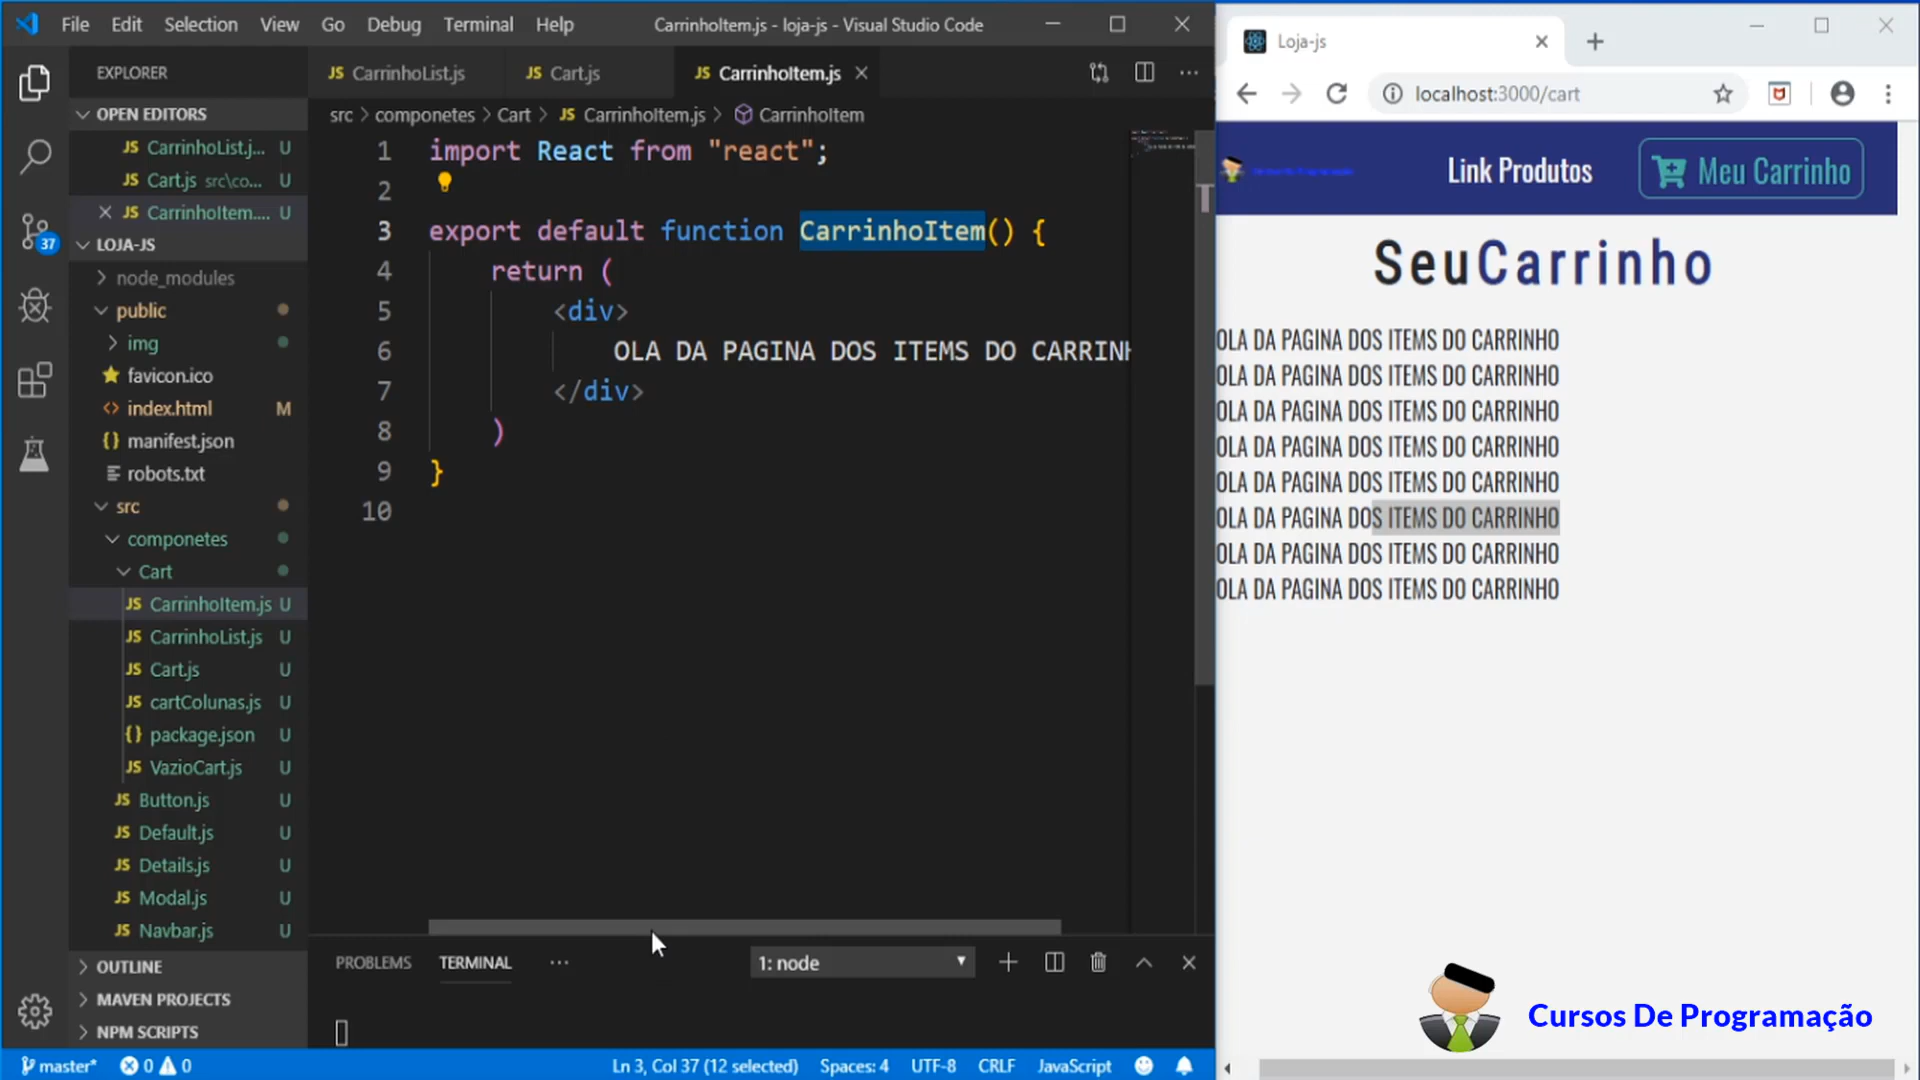 File Edit Selection View Go Debug Terminal Help CarrinhoItem.js - loja-js - Visual Studio Code
EXPLORER
OPEN EDITORS
CarrinhoList.j... U
Cart.js src\co... U
CarrinhoItem.... U
LOJA-JS
node_modules
public
img
favicon.ico
index.html M
manifest.json
robots.txt
src
componetes
Cart
CarrinhoItem.js U
CarrinhoList.js U
Cart.js U
cartColunas.js U
package.json U
VazioCart.js U
Button.js U
Default.js U
Details.js U
Modal.js U
Navbar.js U
OUTLINE
MAVEN PROJECTS
NPM SCRIPTS
37
JS CarrinhoList.js JS Cart.js JS CarrinhoItem.js
src > componetes > Cart > JS CarrinhoItem.js > CarrinhoItem
1 import React from "react";
2
3 export default function CarrinhoItem() {
4 return (
5 <div>
6 OLA DA PAGINA DOS ITEMS DO CARRINH
7 </div>
8 )
9 }
10
PROBLEMS TERMINAL ... 1: node
master* 0 0 Ln 3, Col 37 (12 selected) Spaces: 4 UTF-8 CRLF JavaScript
Loja-js
localhost:3000/cart
Link Produtos Meu Carrinho
SeuCarrinho
OLA DA PAGINA DOS ITEMS DO CARRINHO
OLA DA PAGINA DOS ITEMS DO CARRINHO
OLA DA PAGINA DOS ITEMS DO CARRINHO
OLA DA PAGINA DOS ITEMS DO CARRINHO
OLA DA PAGINA DOS ITEMS DO CARRINHO
OLA DA PAGINA DOS ITEMS DO CARRINHO
OLA DA PAGINA DOS ITEMS DO CARRINHO
OLA DA PAGINA DOS ITEMS DO CARRINHO
Cursos De Programação